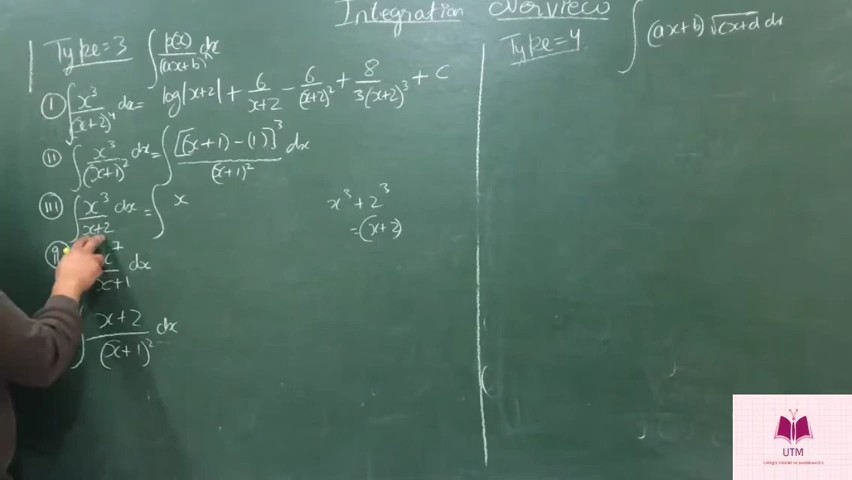 Integration Overview
Type=3 ∫ p(x)/(ax+b)ⁿ dx
(I) ∫ x³/(x+2)⁴ dx = log|x+2| + 6/(x+2) - 6/(x+2)² + 8/3(x+2)³ + C
(II) ∫ x³/(x+1)² dx = ∫ [(x+1)-(1)]³/(x+1)² dx
(III) ∫ x³/(x+2) dx = ∫ x
x³+2³
=(x+2)
7
x+1 dx
∫ x+2/(x+1)² dx
Type=4 ∫ (ax+b)√cx+d dx
UTM